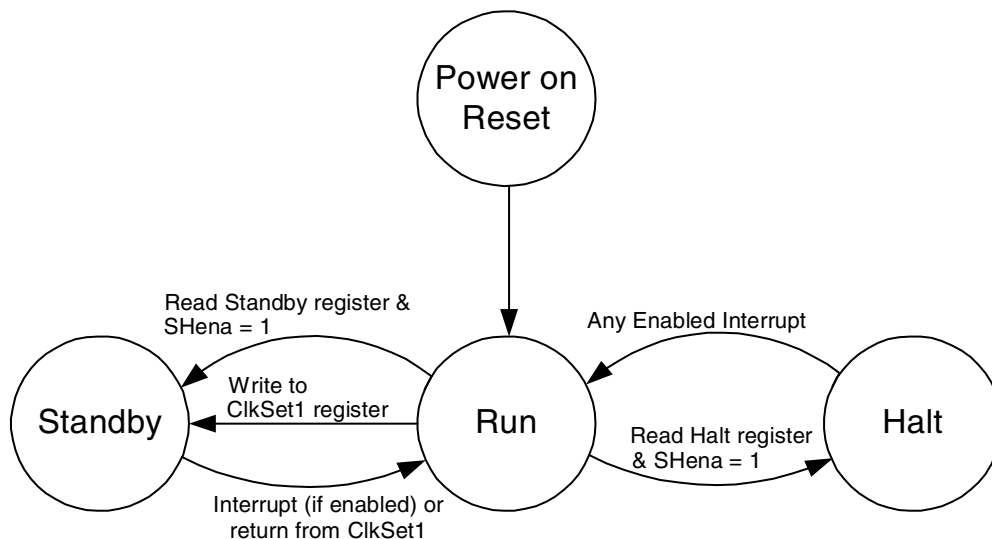 Power on
Reset
Read Standby register &
SHena = 1
Any Enabled Interrupt
Write to
ClkSet1 register
Standby
Run
Halt
Read Halt register
& SHena = 1
Interrupt (if enabled) or
return from ClkSet1